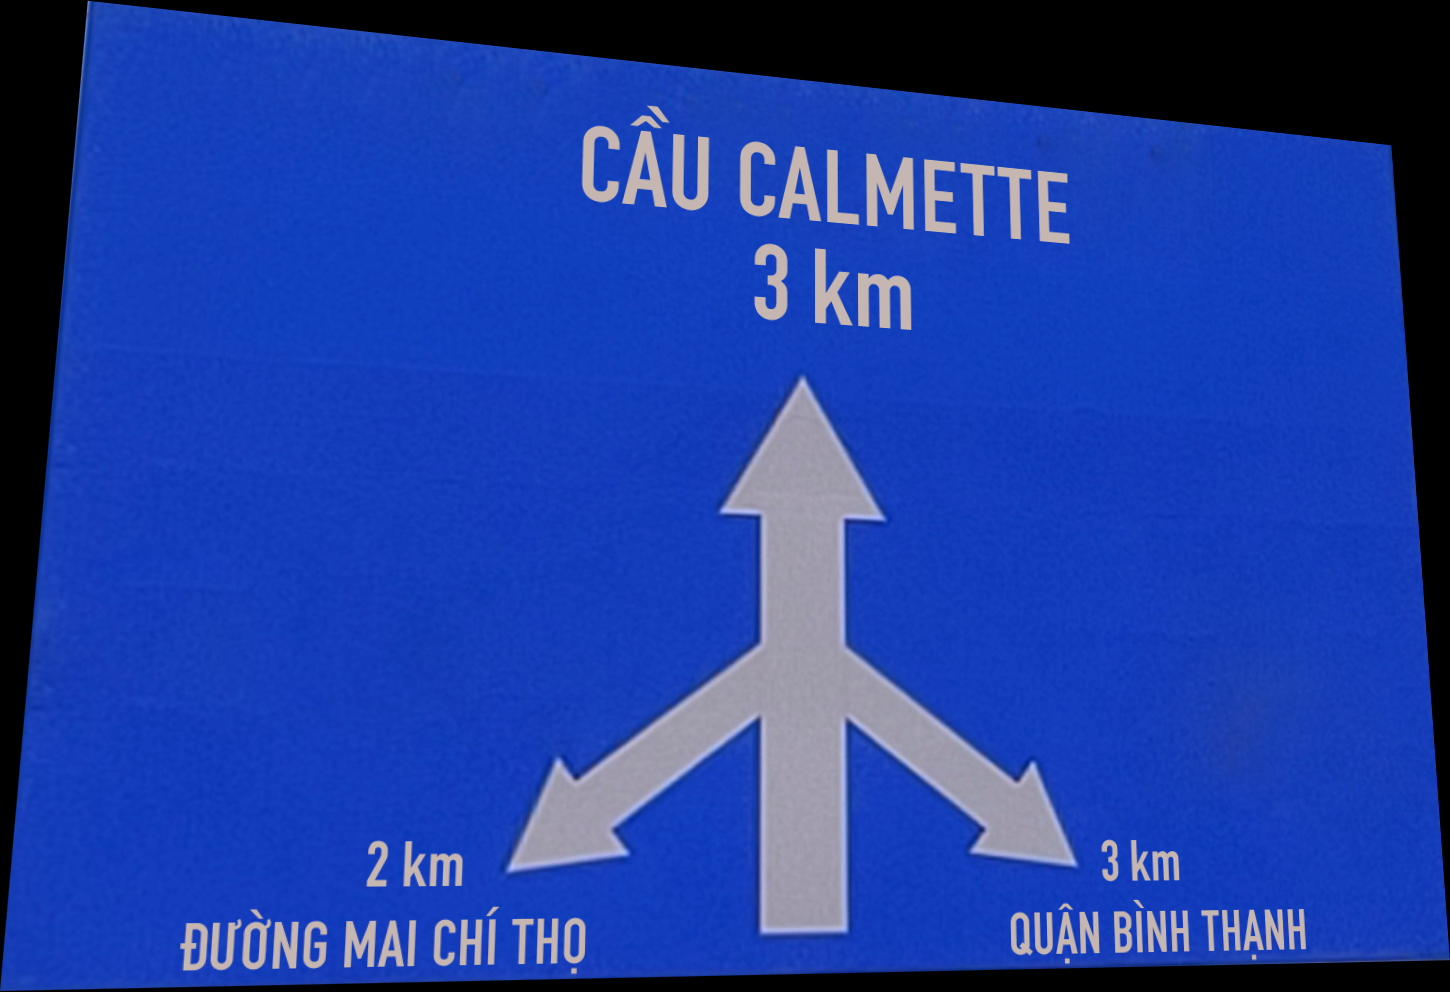 CẦU CALMETTE
3 km
2 km
ĐƯỜNG MAI CHÍ THỌ
3 km
QUẬN BÌNH THẠNH